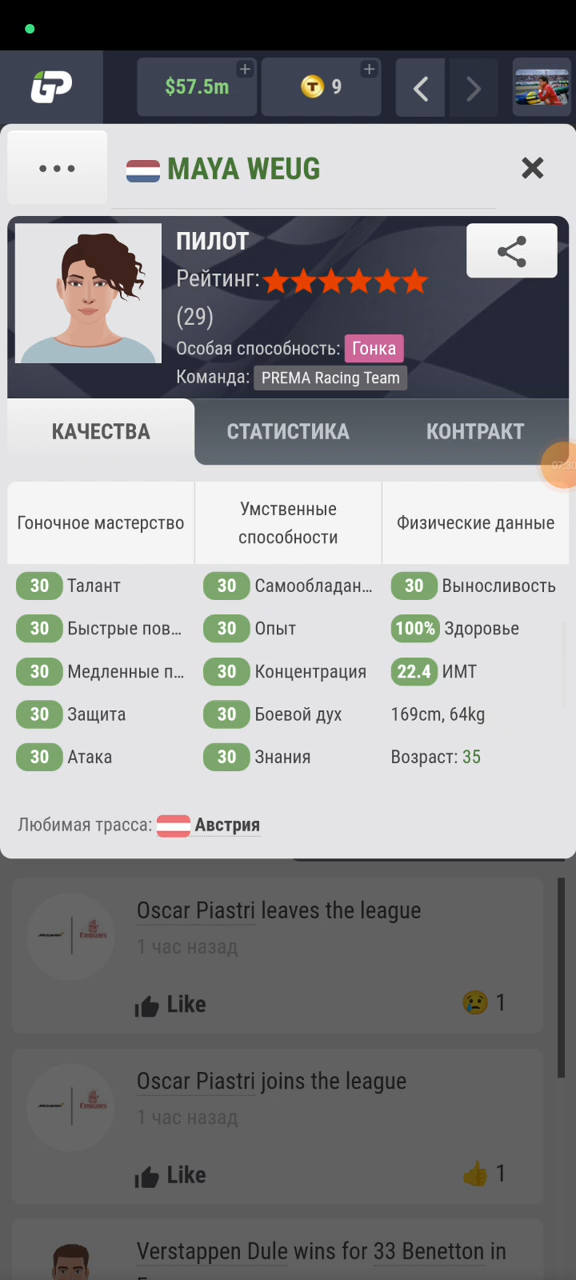 $57.5m
9
MAYA WEUG
ПИЛОТ
Рейтинг:
(29)
Особая способность: Гонка
Команда: PREMA Racing Team
КАЧЕСТВА
СТАТИСТИКА
КОНТРАКТ
Гоночное мастерство
Умственные
способности
Физические данные
30 Талант
30 Самообладан...
30 Выносливость
30 Быстрые пов...
30 Опыт
100% Здоровье
30 Медленные п...
30 Концентрация
22.4 ИМТ
30 Защита
30 Боевой дух
169cm, 64kg
30 Атака
30 Знания
Возраст: 35
Любимая трасса: Австрия
Oscar Piastri leaves the league
1 час назад
Like
1
Oscar Piastri joins the league
1 час назад
Like
1
Verstappen Dule wins for 33 Benetton in